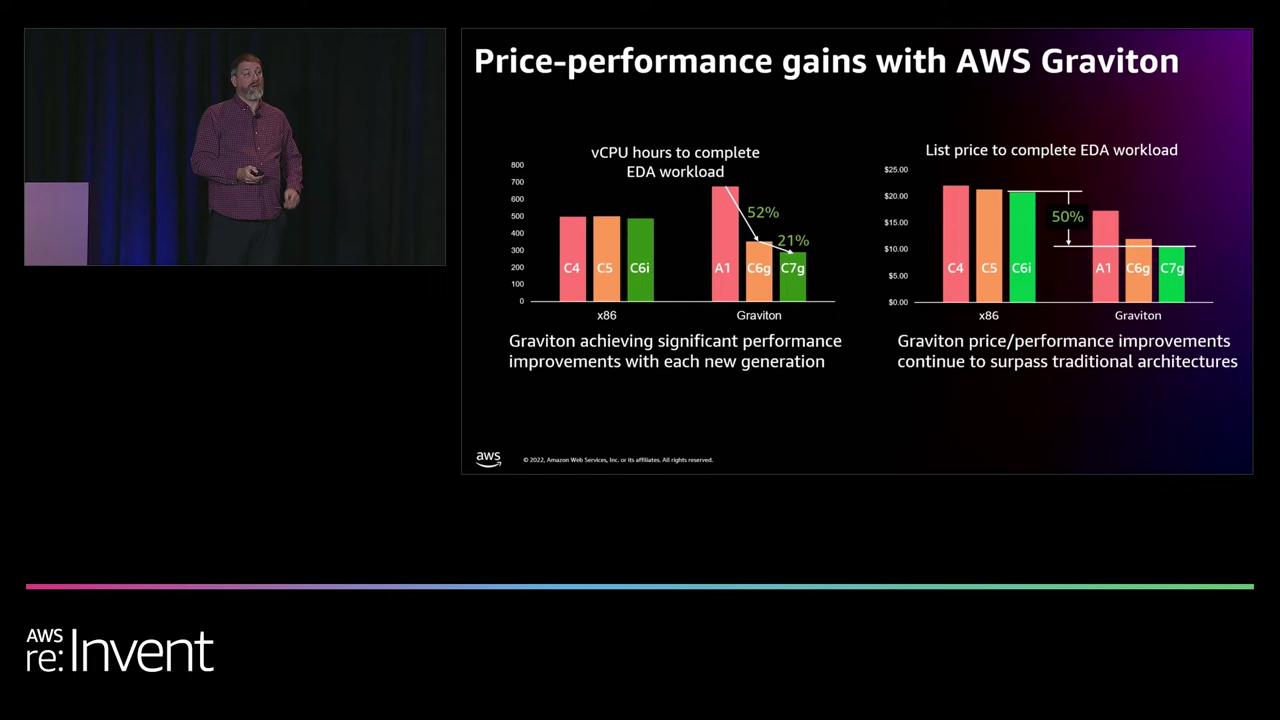 Price-performance gains with AWS Graviton
vCPU hours to complete
EDA workload
800
700
600
500
400
300
200
100
0
52%
21%
C4
C5
C6i
A1
C6g
C7g
x86
Graviton
Graviton achieving significant performance
improvements with each new generation
List price to complete EDA workload
$25.00
$20.00
$15.00
$10.00
$5.00
$0.00
50%
C4
C5
C6i
A1
C6g
C7g
x86
Graviton
Graviton price/performance improvements
continue to surpass traditional architectures
aws
© 2022, Amazon Web Services, Inc. or its affiliates. All rights reserved.
AWS
re:Invent